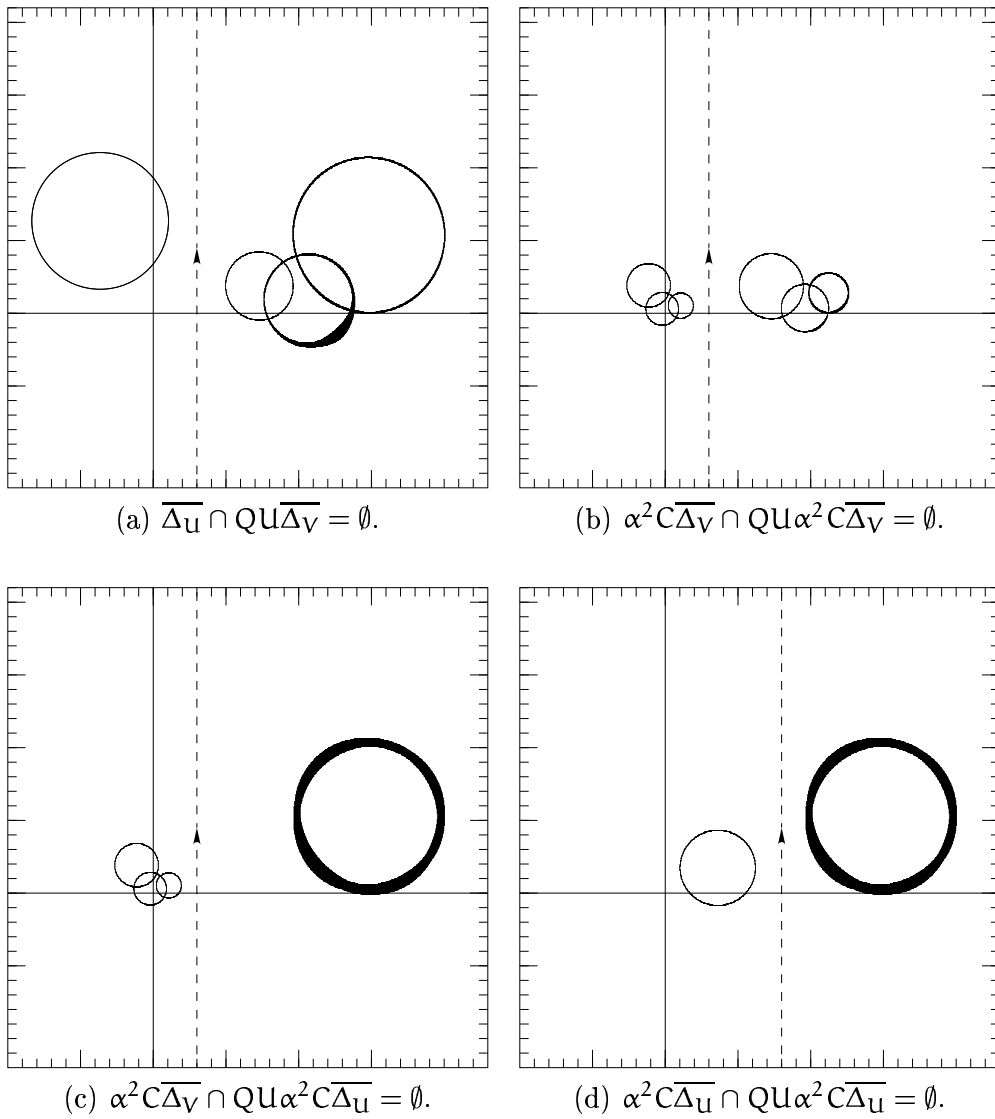 (a) $\overline{\Delta_U} \cap QU\overline{\Delta_V} = \emptyset$.
(b) $\alpha^2 C\overline{\Delta_V} \cap QU\alpha^2 C\overline{\Delta_V} = \emptyset$.
(c) $\alpha^2 C\overline{\Delta_V} \cap QU\alpha^2 C\overline{\Delta_U} = \emptyset$.
(d) $\alpha^2 C\overline{\Delta_U} \cap QU\alpha^2 C\overline{\Delta_U} = \emptyset$.